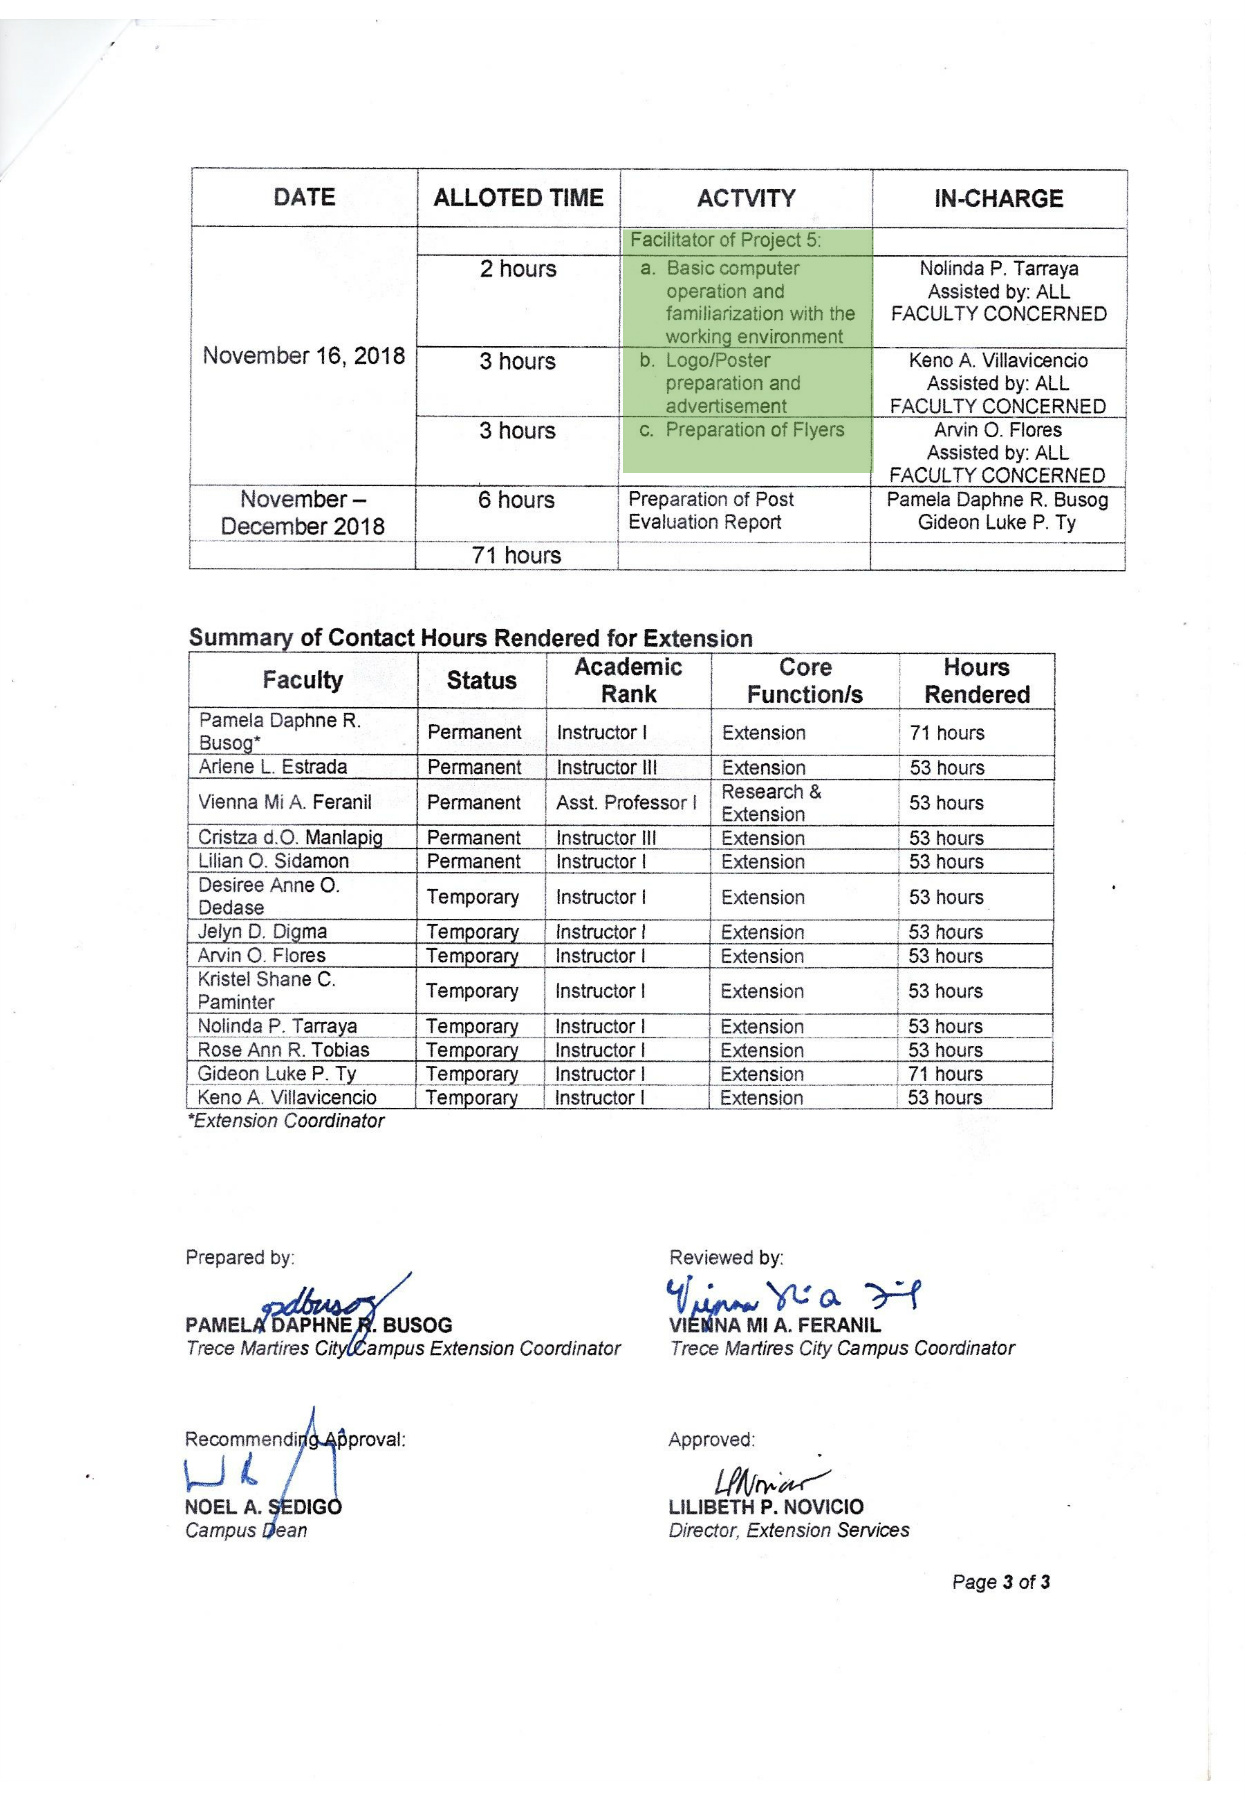 DATE ALLOTED TIME ACTVITY IN-CHARGE
Facilitator of Project 5:
November 16, 2018
2 hours
a. Basic computer
operation and
familiarization with the
working environment
Nolinda P. Tarraya
Assisted by: ALL
FACULTY CONCERNED
3 hours
b. Logo/Poster
preparation and
advertisement
Keno A. Villavicencio
Assisted by: ALL
FACULTY CONCERNED
3 hours
c. Preparation of Flyers
Arvin O. Flores
Assisted by: ALL
FACULTY CONCERNED
November –
December 2018
6 hours
Preparation of Post
Evaluation Report
Pamela Daphne R. Busog
Gideon Luke P. Ty
71 hours
Summary of Contact Hours Rendered for Extension
Faculty Status Academic Rank Core Function/s Hours Rendered
Pamela Daphne R.
Busog* Permanent Instructor I Extension 71 hours
Arlene L. Estrada Permanent Instructor III Extension 53 hours
Vienna Mi A. Feranil Permanent Asst. Professor I Research &
Extension 53 hours
Cristza d.O. Manlapig Permanent Instructor III Extension 53 hours
Lilian O. Sidamon Permanent Instructor I Extension 53 hours
Desiree Anne O.
Dedase Temporary Instructor I Extension 53 hours
Jelyn D. Digma Temporary Instructor I Extension 53 hours
Arvin O. Flores Temporary Instructor I Extension 53 hours
Kristel Shane C.
Paminter Temporary Instructor I Extension 53 hours
Nolinda P. Tarraya Temporary Instructor I Extension 53 hours
Rose Ann R. Tobias Temporary Instructor I Extension 53 hours
Gideon Luke P. Ty Temporary Instructor I Extension 71 hours
Keno A. Villavicencio Temporary Instructor I Extension 53 hours
*Extension Coordinator
Prepared by:
pdbusog
PAMELA DAPHNE R. BUSOG
Trece Martires City Campus Extension Coordinator
Reviewed by:
VIENNA MI A. FERANIL
Trece Martires City Campus Coordinator
Recommending Approval:
NOEL A. SEDIGO
Campus Dean
Approved:
LILIBETH P. NOVICIO
Director, Extension Services
Page 3 of 3